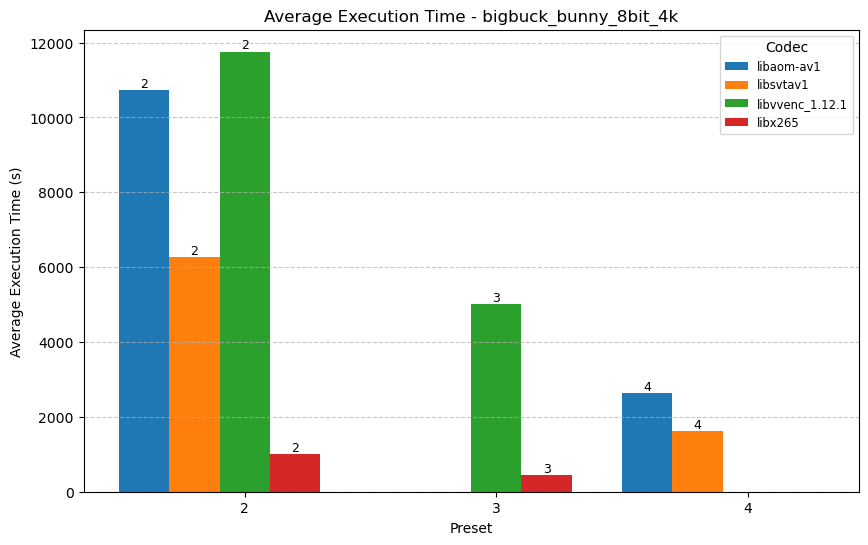 Average Execution Time - bigbuck_bunny_8bit_4k
Codec
libaom-av1
libsvtav1
libvvenc_1.12.1
libx265
Average Execution Time (s)
12000
10000
8000
6000
4000
2000
0
2
2
2
2
3
3
4
4
2
3
4
Preset